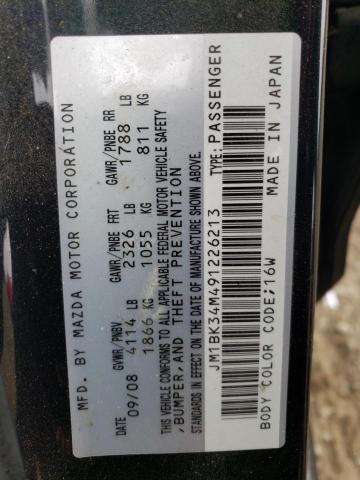 MFD. BY MAZDA MOTOR CORPORATION
DATE GVWR/PNBV GAWR/PNBE FRT GAWR/PNBE RR
09/08 4114 LB 2326 LB 1788 LB
1866 KG 1055 KG 811 KG
THIS VEHICLE CONFORMS TO ALL APPLICABLE FEDERAL MOTOR VEHICLE SAFETY
,BUMPER,AND THEFT PREVENTION
STANDARDS IN EFFECT ON THE DATE OF MANUFACTURE SHOWN ABOVE.
JM1BK34M491226213 TYPE: PASSENGER
BODY COLOR CODE;16W MADE IN JAPAN